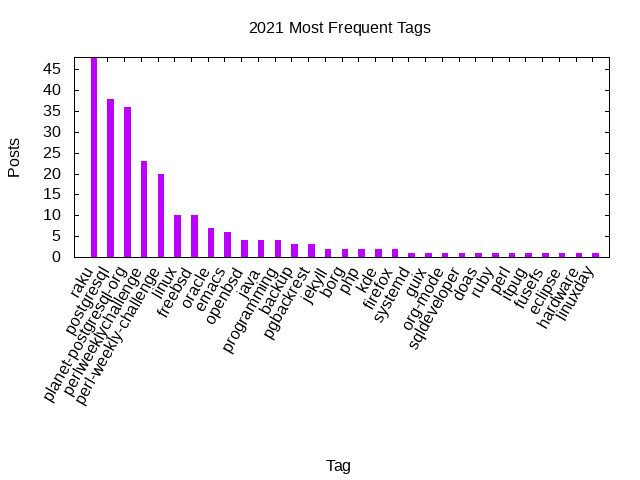 2021 Most Frequent Tags
Posts
45
40
35
30
25
20
15
10
5
0
raku
postgresql
planet-postgresql-org
perlweeklychallenge
perl-weekly-challenge
linux
freebsd
oracle
emacs
openbsd
java
programming
backup
pgbackrest
jekyll
borg
php
kde
firefox
systemd
guix
org-mode
sqldeveloper
doas
ruby
perl
itpug
fusefs
eclipse
hardware
linuxday
Tag